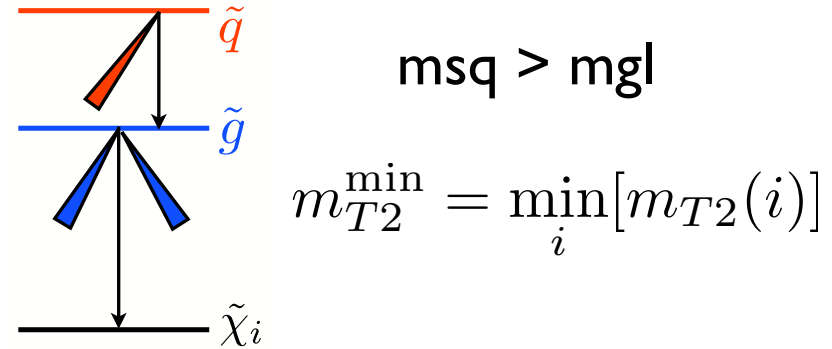 q̃
msq > mgl
g̃
m_{T2}^{min} = min_i [m_{T2}(i)]
χ̃_i